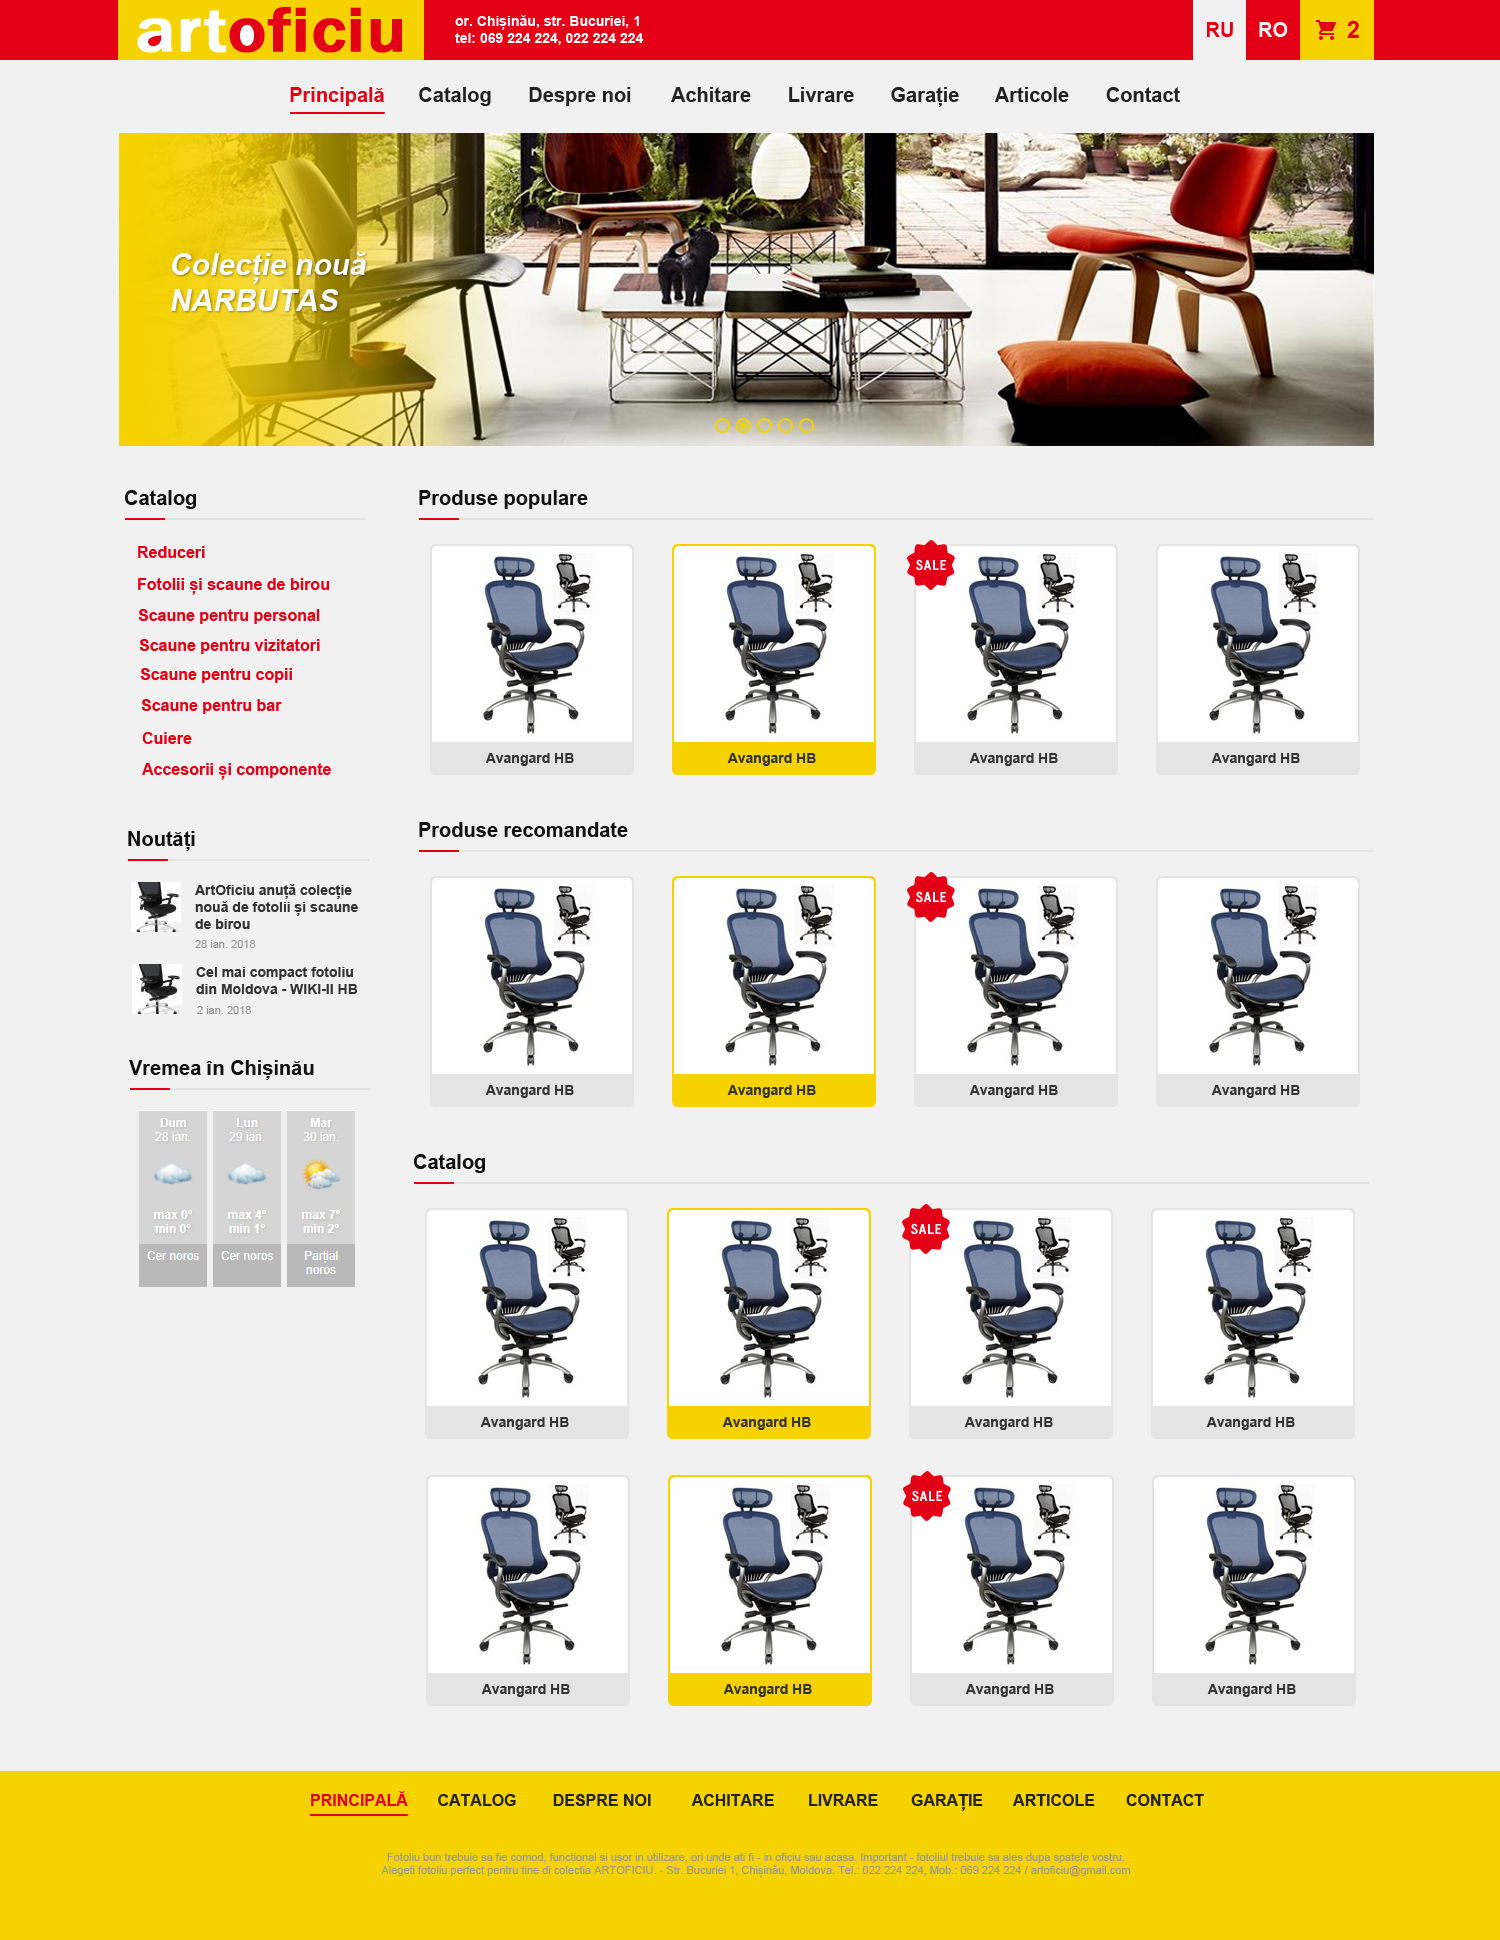 artoficiu
or. Chișinău, str. Bucuriei, 1
tel: 069 224 224, 022 224 224
RU
RO
2
Principală
Catalog
Despre noi
Achitare
Livrare
Garație
Articole
Contact
Colecție nouă
NARBUTAS
Catalog
Reduceri
Fotolii și scaune de birou
Scaune pentru personal
Scaune pentru vizitatori
Scaune pentru copii
Scaune pentru bar
Cuiere
Accesorii și componente
Noutăți
ArtOficiu anuță colecție
nouă de fotolii și scaune
de birou
28 ian. 2018
Cel mai compact fotoliu
din Moldova - WIKI-II HB
2 ian. 2018
Vremea în Chișinău
Dum
28 ian.
max 0°
min 0°
Cer noros
Lun
29 ian.
max 4°
min 1°
Cer noros
Mar
30 ian.
max 7°
min 2°
Parțial
noros
Produse populare
Avangard HB
Avangard HB
SALE
Avangard HB
Avangard HB
Produse recomandate
Avangard HB
Avangard HB
SALE
Avangard HB
Avangard HB
Catalog
Avangard HB
Avangard HB
SALE
Avangard HB
Avangard HB
Avangard HB
Avangard HB
SALE
Avangard HB
Avangard HB
PRINCIPALĂ
CATALOG
DESPRE NOI
ACHITARE
LIVRARE
GARAȚIE
ARTICOLE
CONTACT
Fotoliu bun trebuie sa fie comod, functional si usor in utilizare, ori unde ati fi - in oficiu sau acasa. Important - fotoliul trebuie sa ales dupa spatele vostru.
Alegeti fotoliu perfect pentru tine di colectia ARTOFICIU. - Str. Bucuriei 1, Chișinău, Moldova. Tel.: 022 224 224, Mob.: 069 224 224 / artoficiu@gmail.com